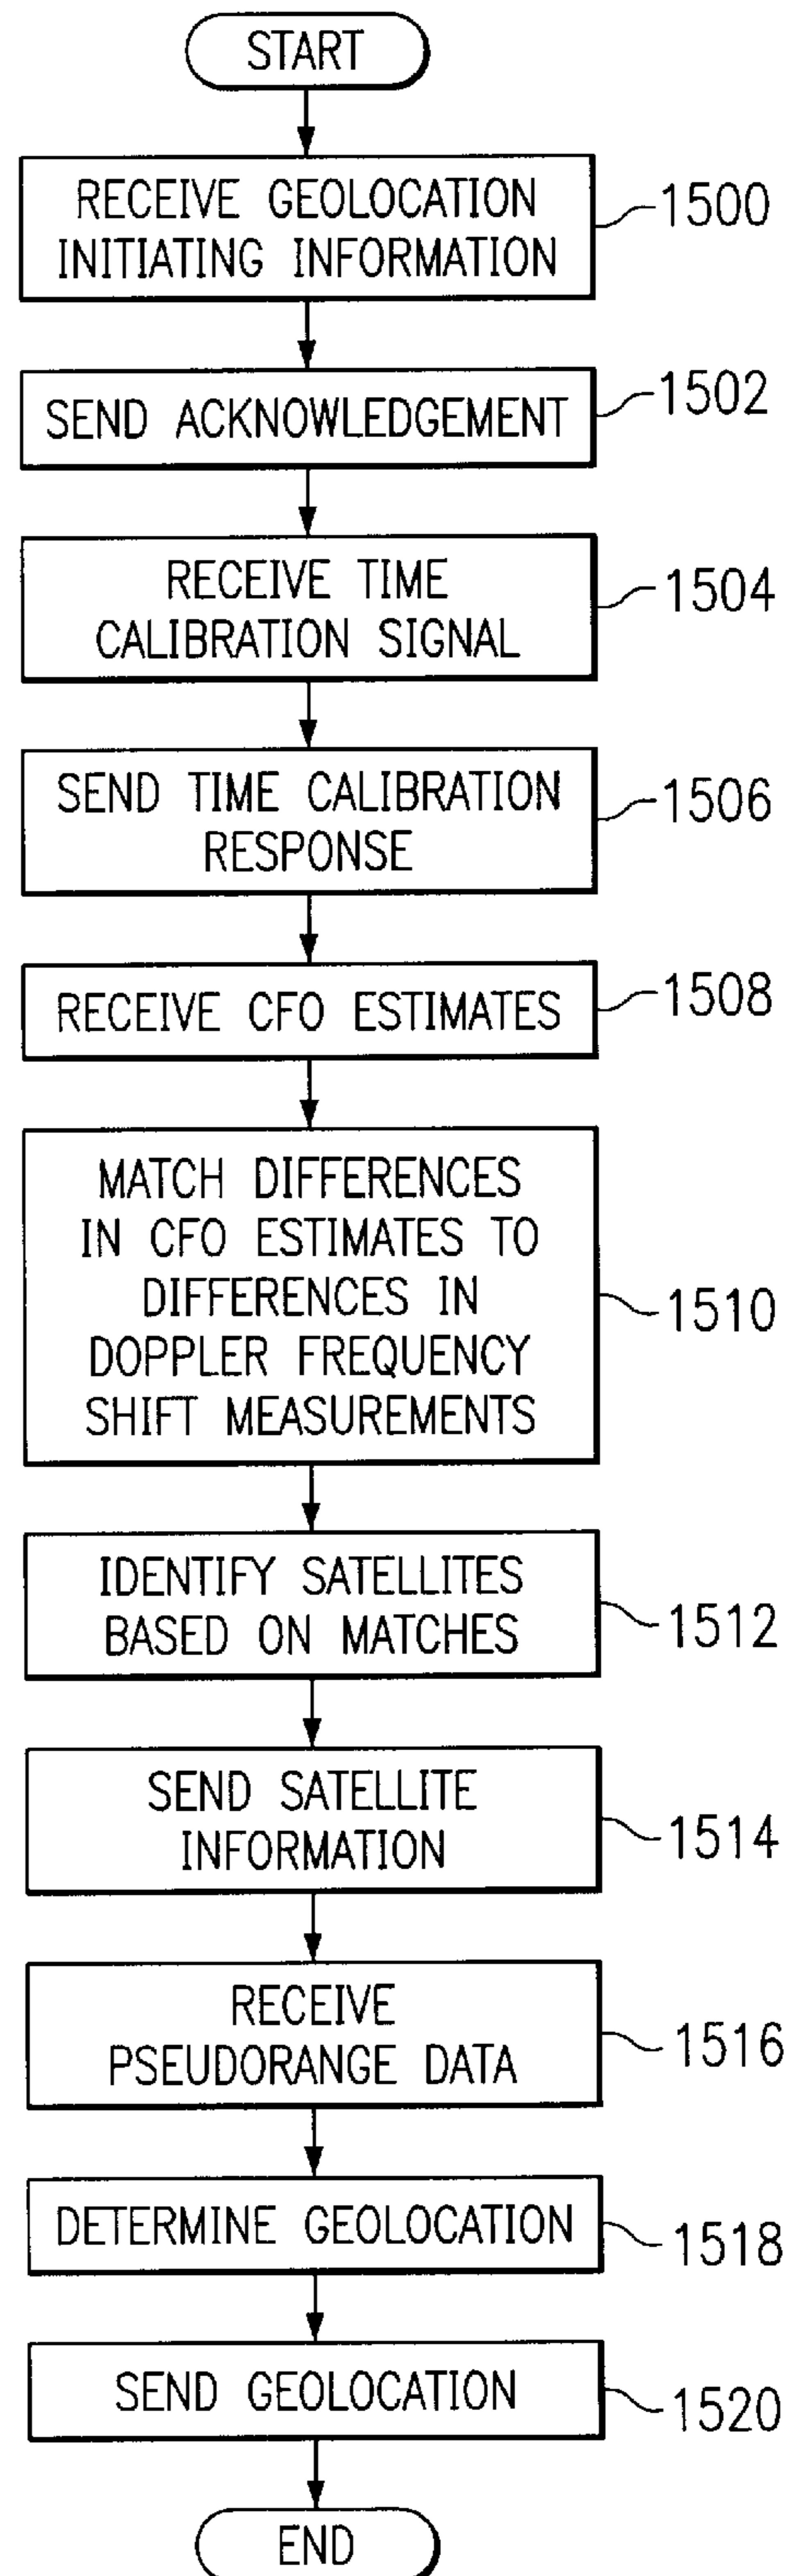 START
RECEIVE GEOLOCATION
INITIATING INFORMATION
1500
SEND ACKNOWLEDGEMENT
1502
RECEIVE TIME
CALIBRATION SIGNAL
1504
SEND TIME CALIBRATION
RESPONSE
1506
RECEIVE CFO ESTIMATES
1508
MATCH DIFFERENCES
IN CFO ESTIMATES TO
DIFFERENCES IN
DOPPLER FREQUENCY
SHIFT MEASUREMENTS
1510
IDENTIFY SATELLITES
BASED ON MATCHES
1512
SEND SATELLITE
INFORMATION
1514
RECEIVE
PSEUDORANGE DATA
1516
DETERMINE GEOLOCATION
1518
SEND GEOLOCATION
1520
END